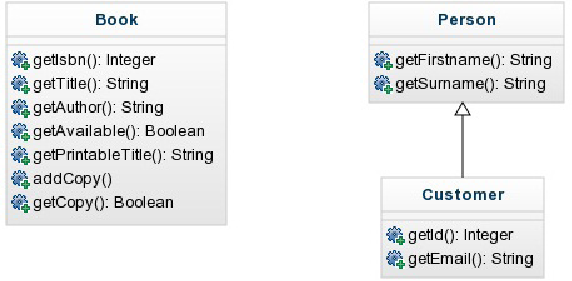 Book
getIsbn(): Integer
getTitle(): String
getAuthor(): String
getAvailable(): Boolean
getPrintableTitle(): String
addCopy()
getCopy(): Boolean
Person
getFirstname(): String
getSurname(): String
Customer
getId(): Integer
getEmail(): String